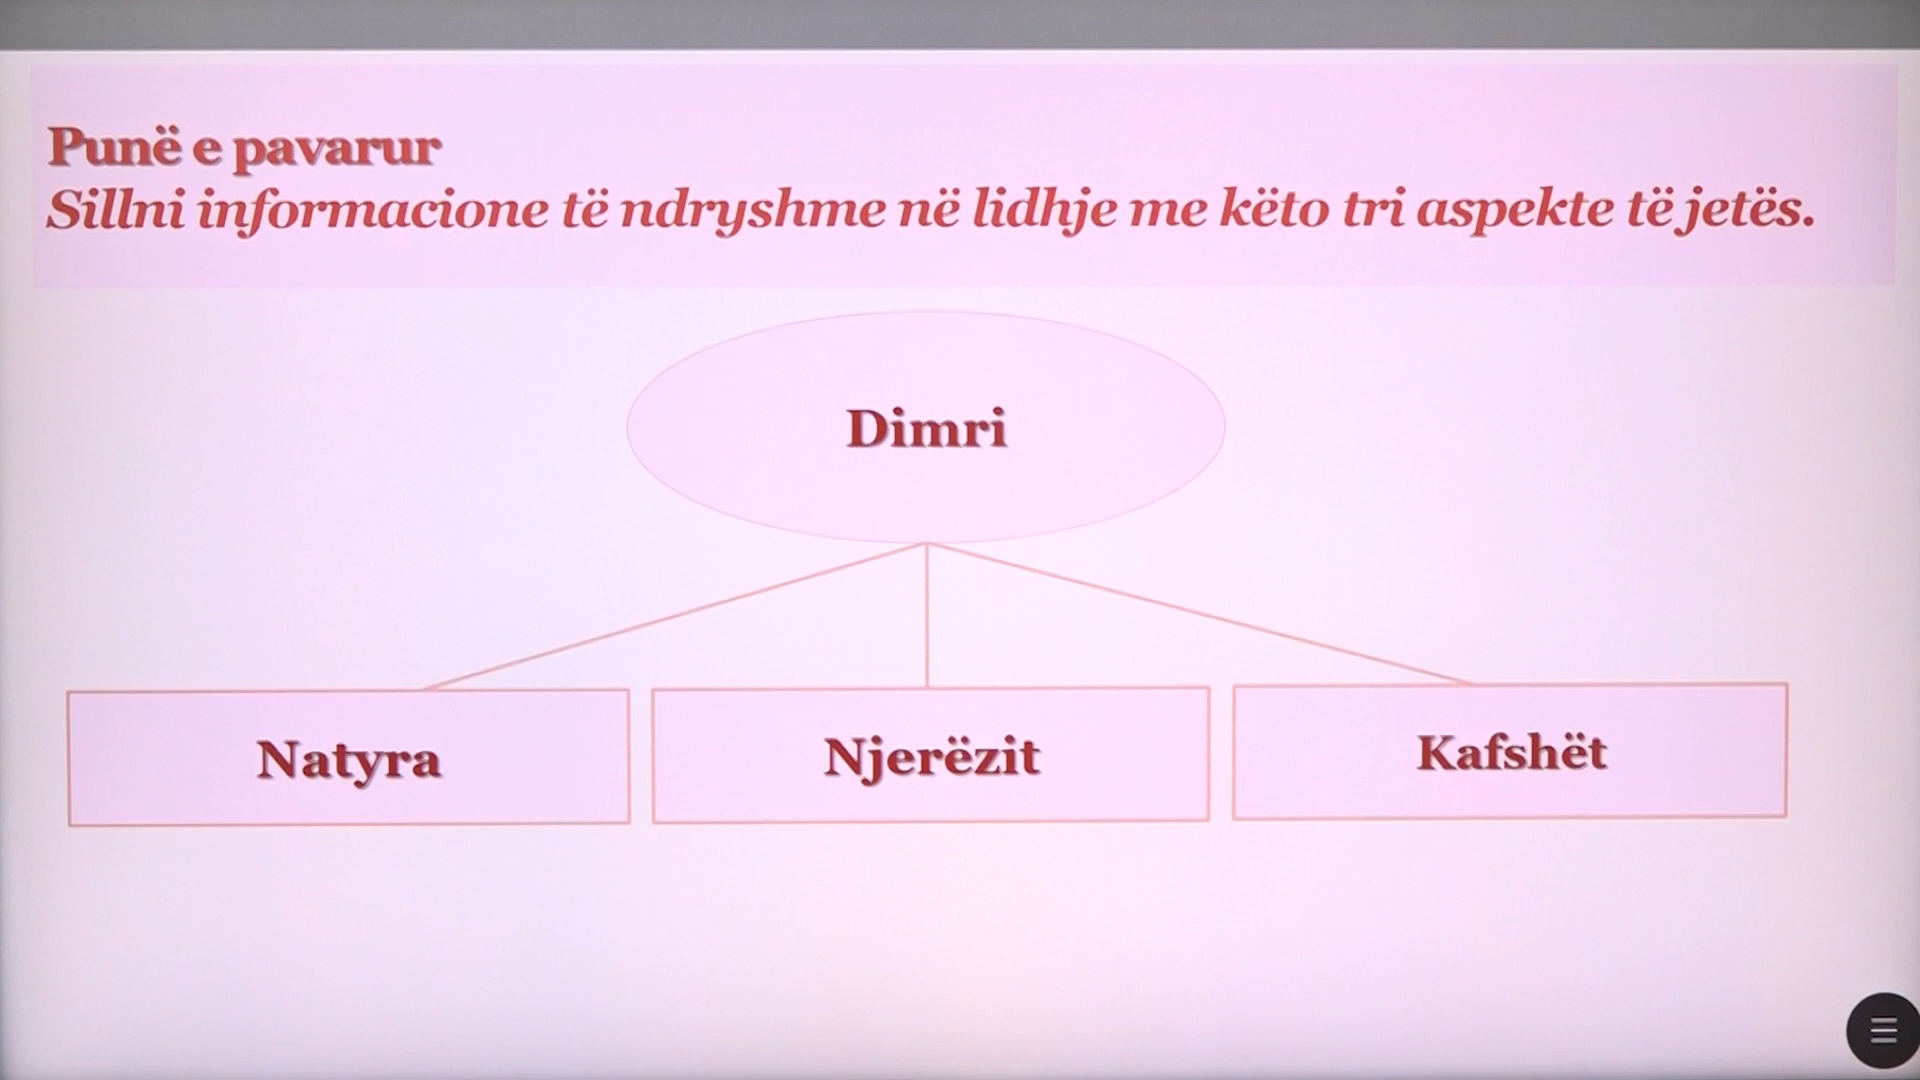 Punë e pavarur
Sillni informacione të ndryshme në lidhje me këto tri aspekte të jetës.
Dimri
Natyra
Njerëzit
Kafshët